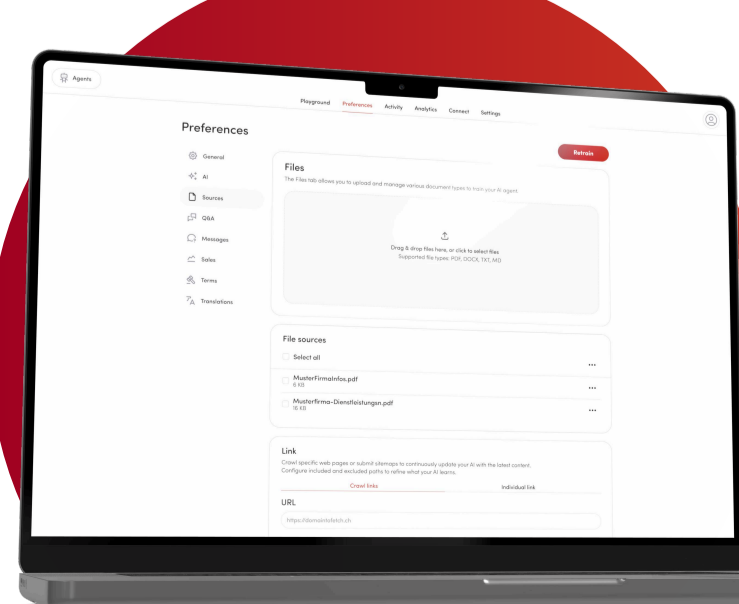 Agents
Playground Preferences Activity Analytics Connect Settings
Preferences
Retrain
General
AI
Sources
Q&A
Messages
Sales
Terms
Translations
Files
The Files tab allows you to upload and manage various document types to train your AI agent.
Drag & drop files here, or click to select files
Supported file types: PDF, DOCX, TXT, MD
File sources
Select all
MusterFirmaInfos.pdf
6 KB
Musterfirma-Dienstleistungsn.pdf
16 KB
Link
Crawl specific web pages or submit sitemaps to continuously update your AI with the latest content.
Configure included and excluded paths to refine what your AI learns.
Crawl links Individual link
URL
https://domaintofetch.ch